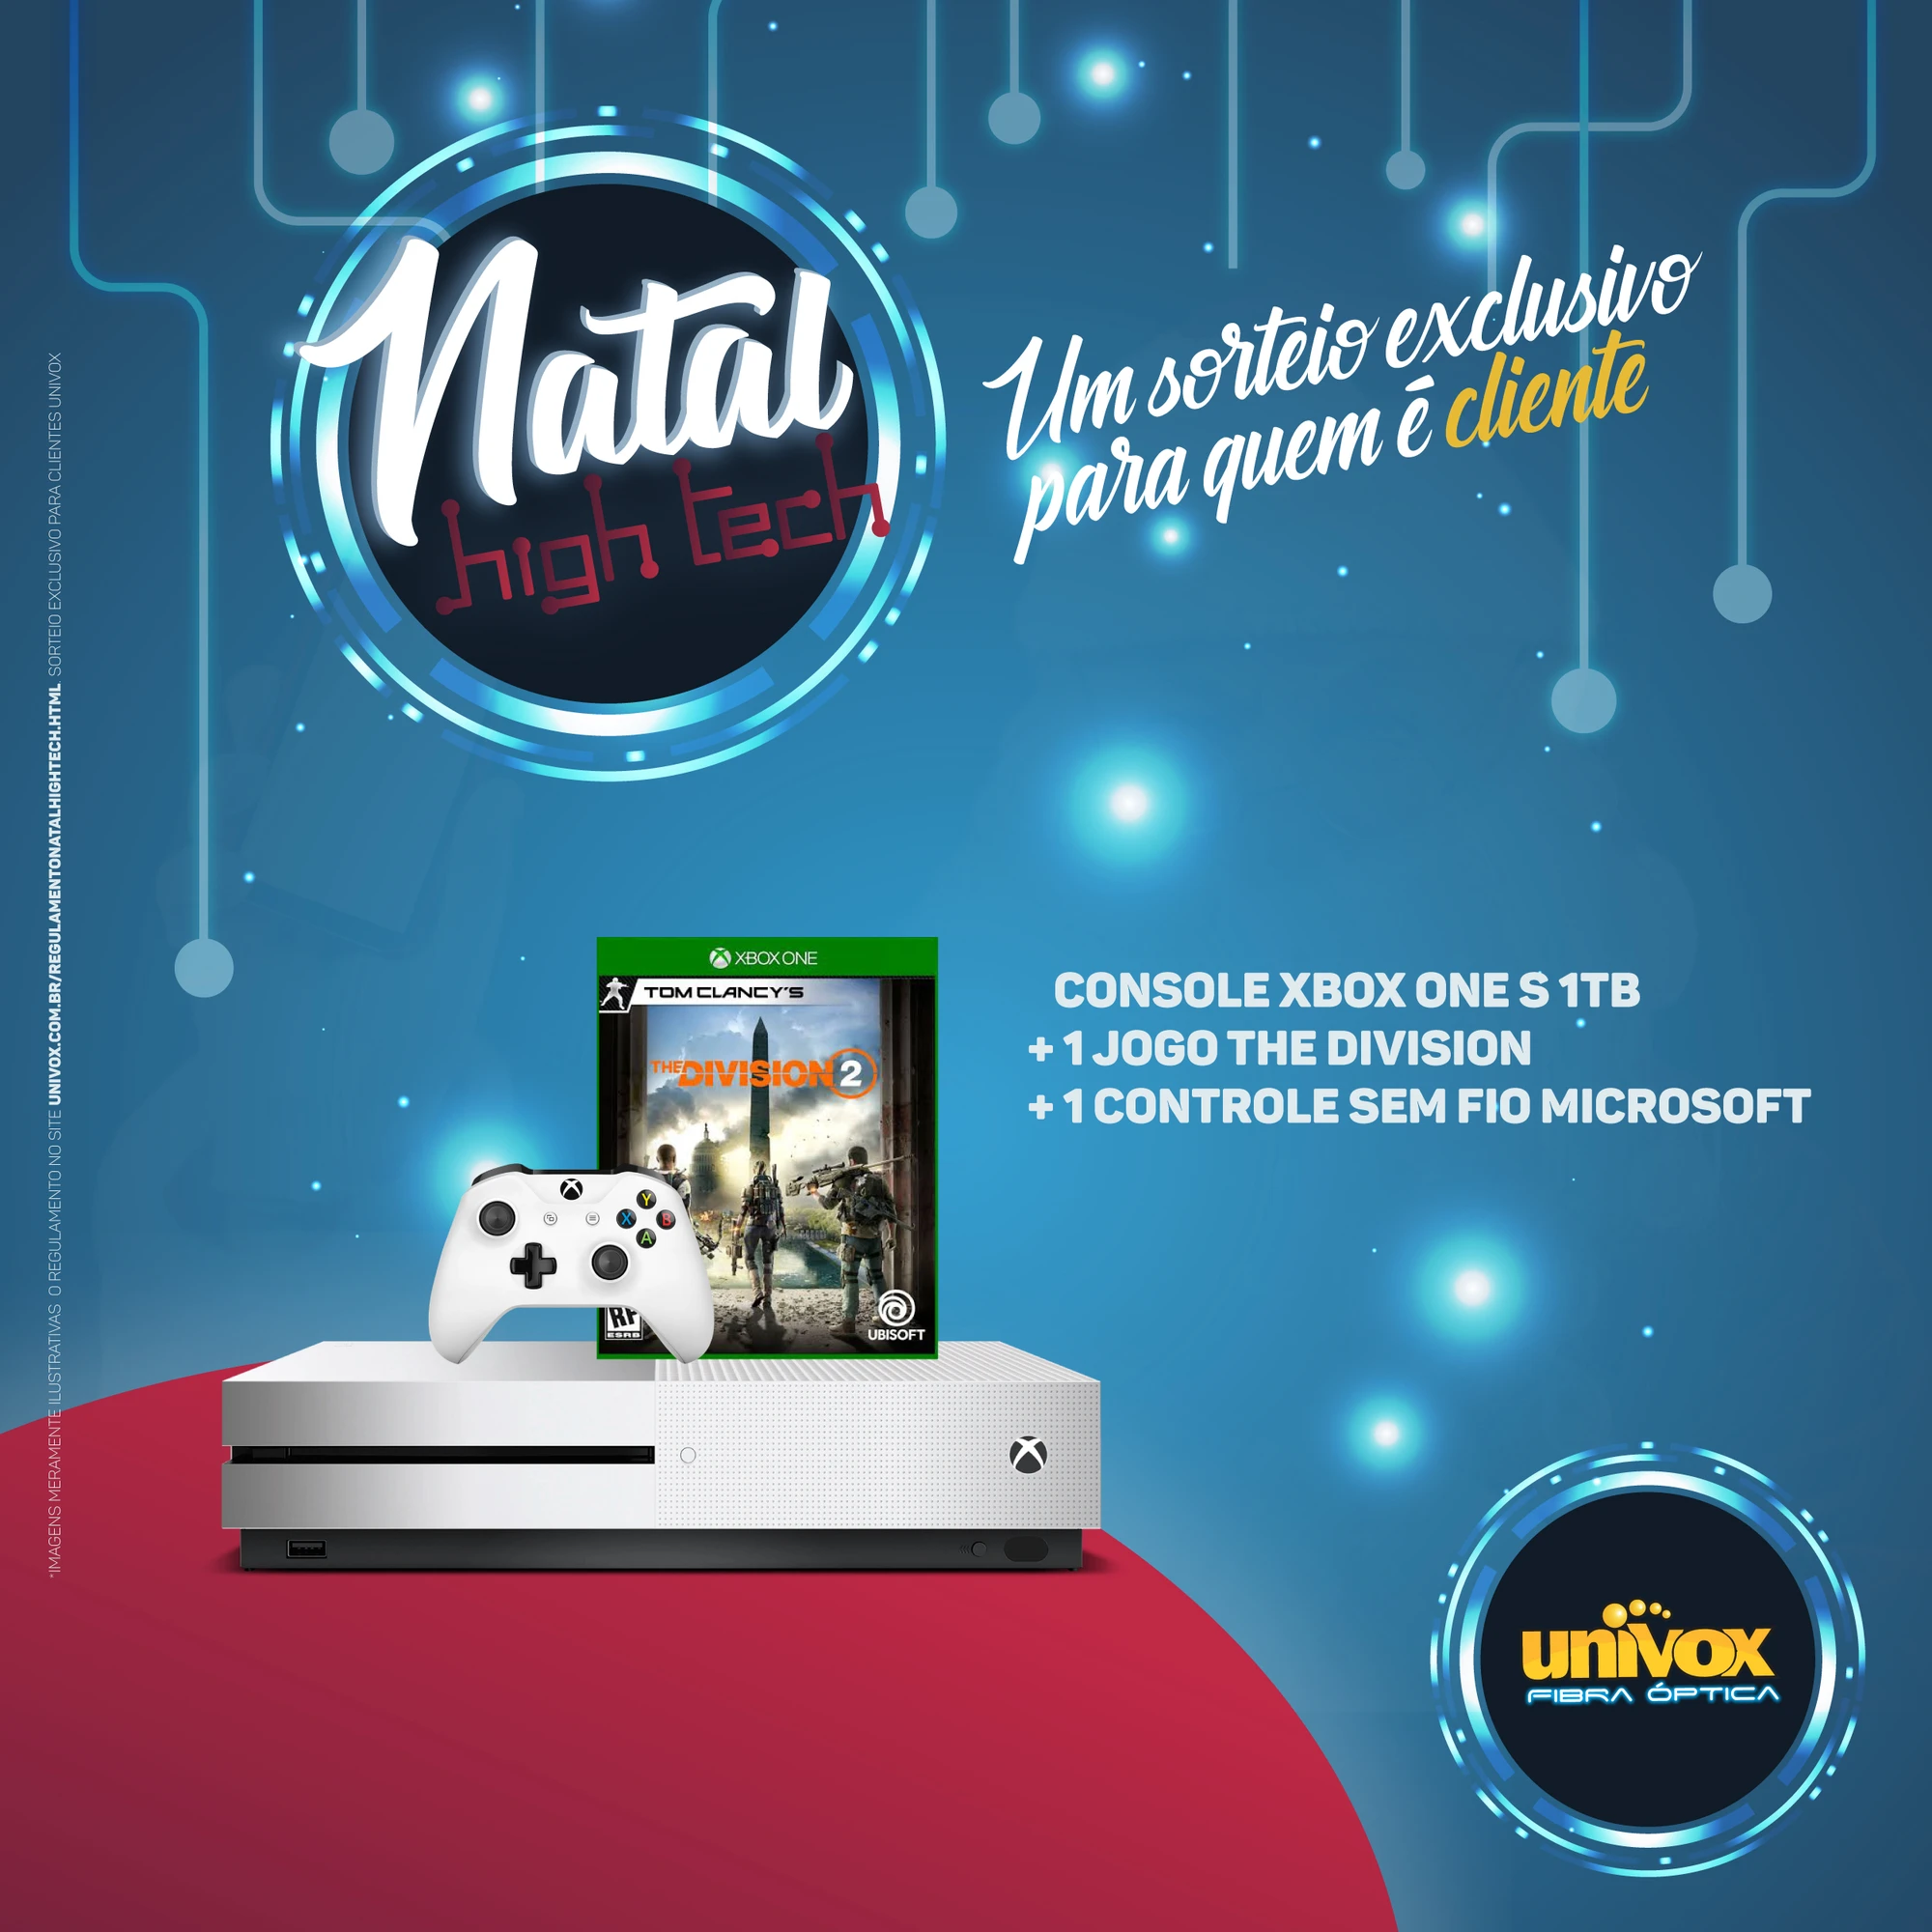 Natal
high tech
Um sorteio exclusivo
para quem é cliente
*IMAGENS MERAMENTE ILUSTRATIVAS O REGULAMENTO NO SITE UNIVOX.COM.BR/REGULAMENTONATALHIGHTECH.HTML. SORTEIO EXCLUSIVO PARA CLIENTES UNIVOX
XBOX ONE
TOM CLANCY'S
THE DIVISION 2
CONSOLE XBOX ONE S 1TB
+ 1 JOGO THE DIVISION
+ 1 CONTROLE SEM FIO MICROSOFT
Y
X B
A
RP
ESRB
UBISOFT
univox
FIBRA ÓPTICA